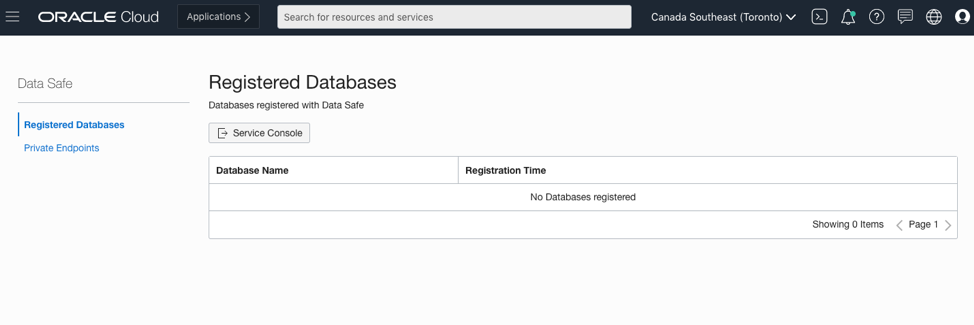 ORACLE Cloud
Applications
Search for resources and services
Canada Southeast (Toronto)
Data Safe
Registered Databases
Private Endpoints
Registered Databases
Databases registered with Data Safe
Service Console
Database Name Registration Time
No Databases registered
Showing 0 Items Page 1